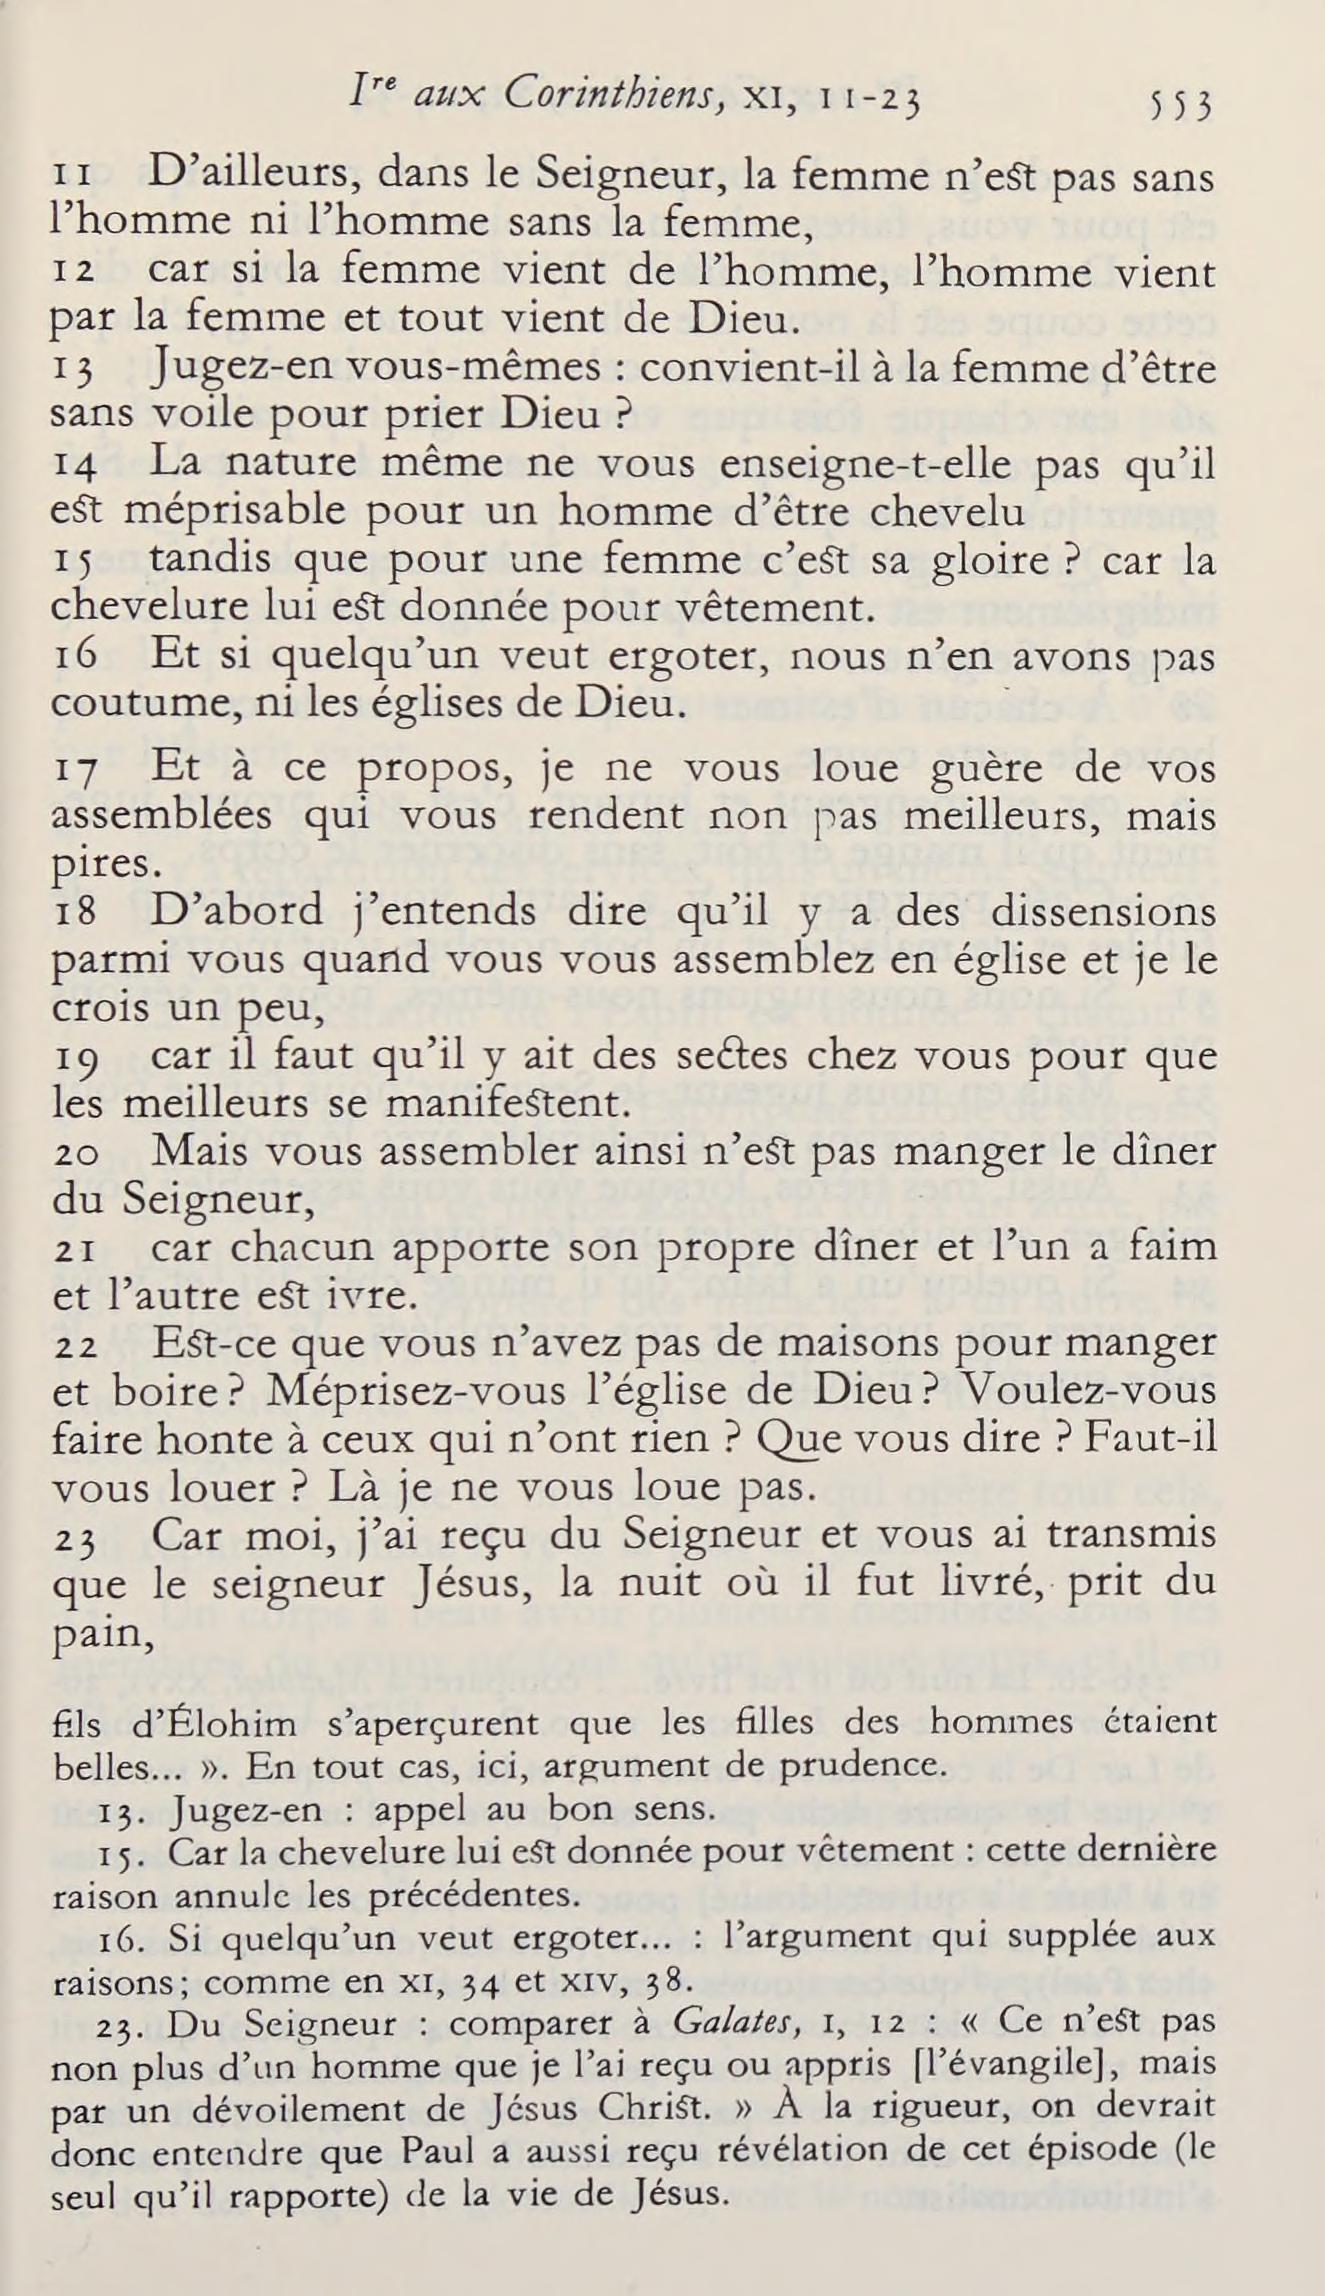 Ire aux Corinthiens, XI, 11-23 553
11 D’ailleurs, dans le Seigneur, la femme n’est pas sans
l’homme ni l’homme sans la femme,
12 car si la femme vient de l’homme, l’homme vient
par la femme et tout vient de Dieu.
13 Jugez-en vous-mêmes : convient-il à la femme d’être
sans voile pour prier Dieu ?
14 La nature même ne vous enseigne-t-elle pas qu’il
est méprisable pour un homme d’être chevelu
15 tandis que pour une femme c’est sa gloire ? car la
chevelure lui est donnée pour vêtement.
16 Et si quelqu’un veut ergoter, nous n’en avons pas
coutume, ni les églises de Dieu.
17 Et à ce propos, je ne vous loue guère de vos
assemblées qui vous rendent non pas meilleurs, mais
pires.
18 D’abord j’entends dire qu’il y a des dissensions
parmi vous quand vous vous assemblez en église et je le
crois un peu,
19 car il faut qu’il y ait des sectes chez vous pour que
les meilleurs se manifestent.
20 Mais vous assembler ainsi n’est pas manger le dîner
du Seigneur,
21 car chacun apporte son propre dîner et l’un a faim
et l’autre est ivre.
22 Est-ce que vous n’avez pas de maisons pour manger
et boire ? Méprisez-vous l’église de Dieu ? Voulez-vous
faire honte à ceux qui n’ont rien ? Que vous dire ? Faut-il
vous louer ? Là je ne vous loue pas.
23 Car moi, j’ai reçu du Seigneur et vous ai transmis
que le seigneur Jésus, la nuit où il fut livré, prit du
pain,
fils d’Élohim s’aperçurent que les filles des hommes étaient
belles... ». En tout cas, ici, argument de prudence.
13. Jugez-en : appel au bon sens.
15. Car la chevelure lui est donnée pour vêtement : cette dernière
raison annule les précédentes.
16. Si quelqu’un veut ergoter... : l’argument qui supplée aux
raisons; comme en XI, 34 et XIV, 38.
23. Du Seigneur : comparer à Galates, I, 12 : « Ce n’est pas
non plus d’un homme que je l’ai reçu ou appris [l’évangile], mais
par un dévoilement de Jésus Christ. » À la rigueur, on devrait
donc entendre que Paul a aussi reçu révélation de cet épisode (le
seul qu’il rapporte) de la vie de Jésus.